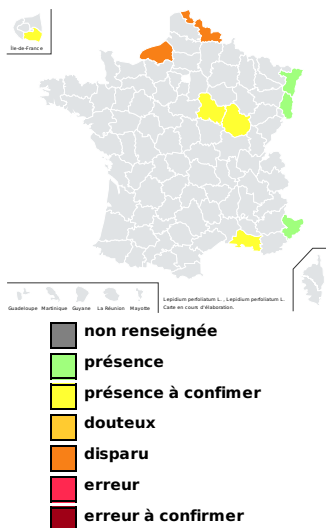 Île-de-France
Lepidium perfoliatum L. , Lepidium perfoliatum L.
Carte en cours d'élaboration.
Guadeloupe Martinique Guyane La Réunion Mayotte
non renseignée
présence
présence à confimer
douteux
disparu
erreur
erreur à confirmer